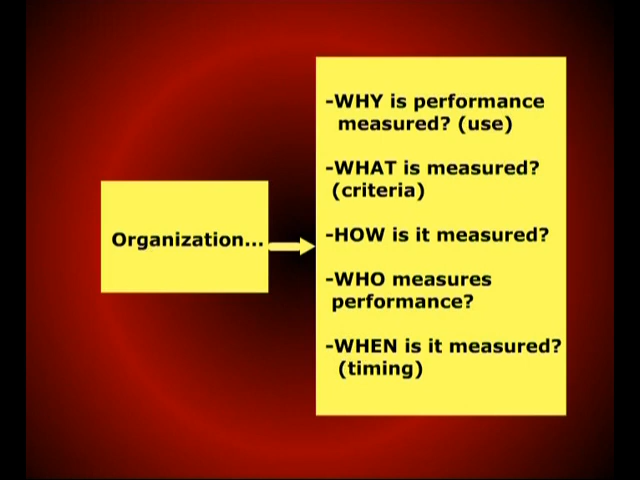 Organization...
-WHY is performance
measured? (use)
-WHAT is measured?
(criteria)
-HOW is it measured?
-WHO measures
performance?
-WHEN is it measured?
(timing)